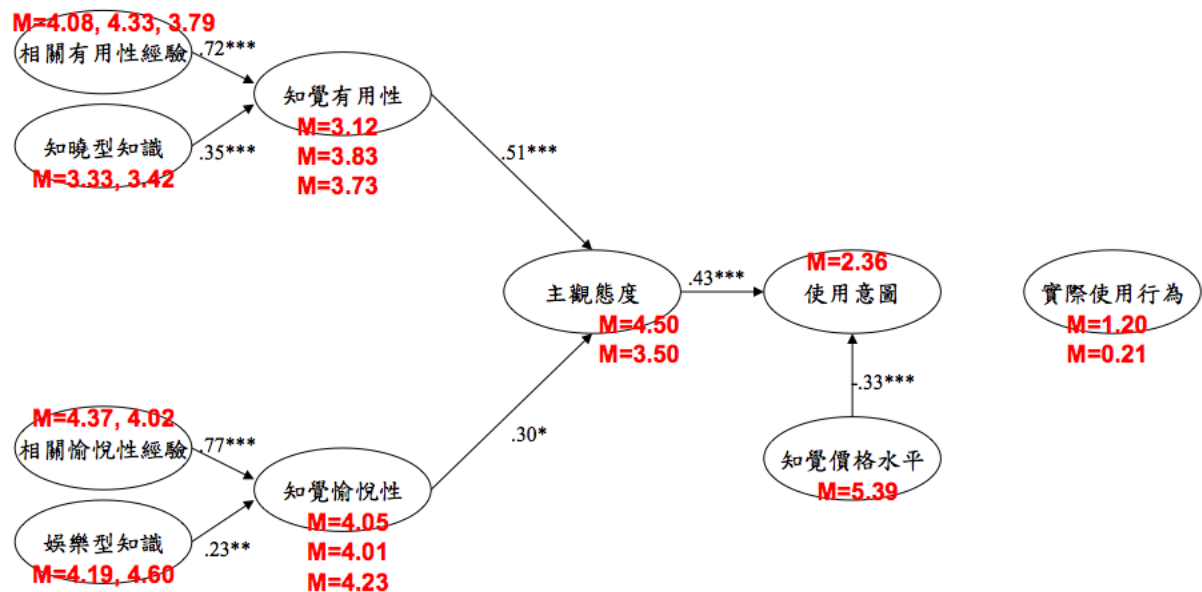 M=4.08, 4.33, 3.79
相關有用性經驗
.72***
知覺有用性
M=3.12
M=3.83
M=3.73
知曉型知識
.35***
M=3.33, 3.42
.51***
主觀態度
M=4.50
M=3.50
.43***
M=2.36
使用意圖
實際使用行為
M=1.20
M=0.21
-.33***
知覺價格水平
M=5.39
.30*
M=4.37, 4.02
相關愉悅性經驗
.77***
知覺愉悅性
M=4.05
M=4.01
M=4.23
娛樂型知識
.23**
M=4.19, 4.60